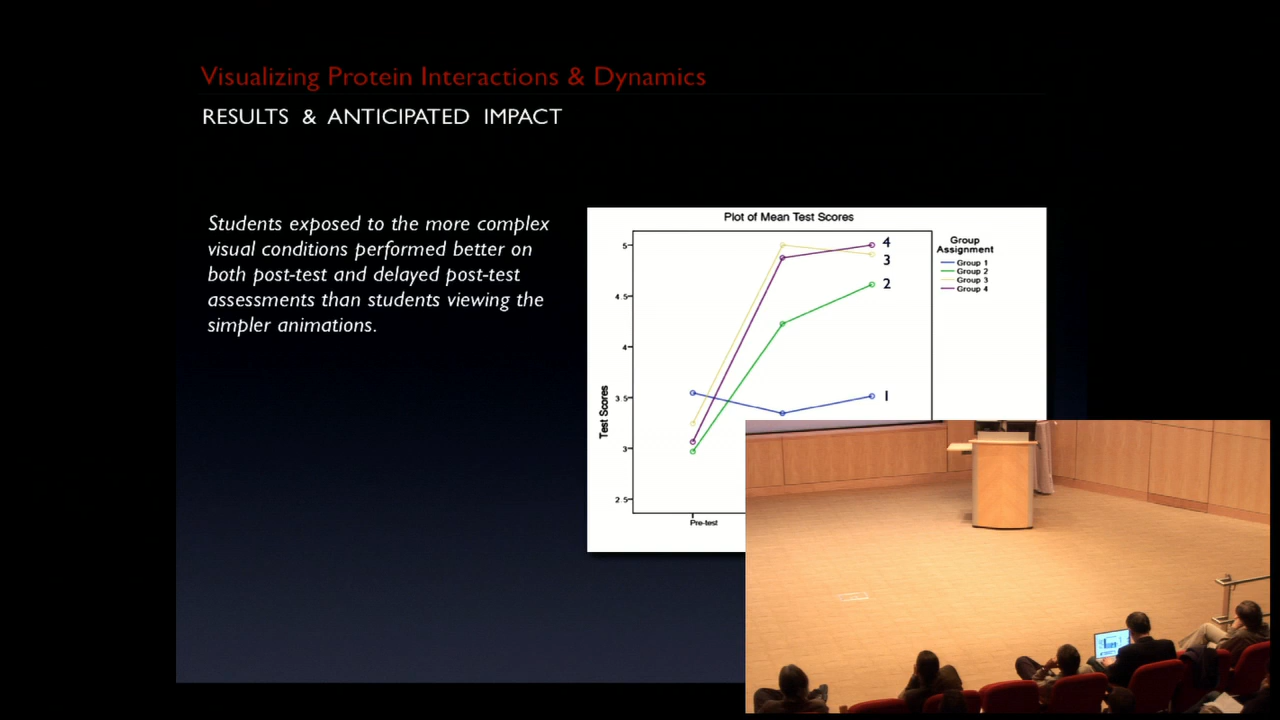 Visualizing Protein Interactions & Dynamics
RESULTS & ANTICIPATED IMPACT
Students exposed to the more complex
visual conditions performed better on
both post-test and delayed post-test
assessments than students viewing the
simpler animations.
Plot of Mean Test Scores
Group
Assignment
Group 1
Group 2
Group 3
Group 4
4
3
2
1
5
4.5
4
3.5
3
2.5
Test Scores
Pre-test